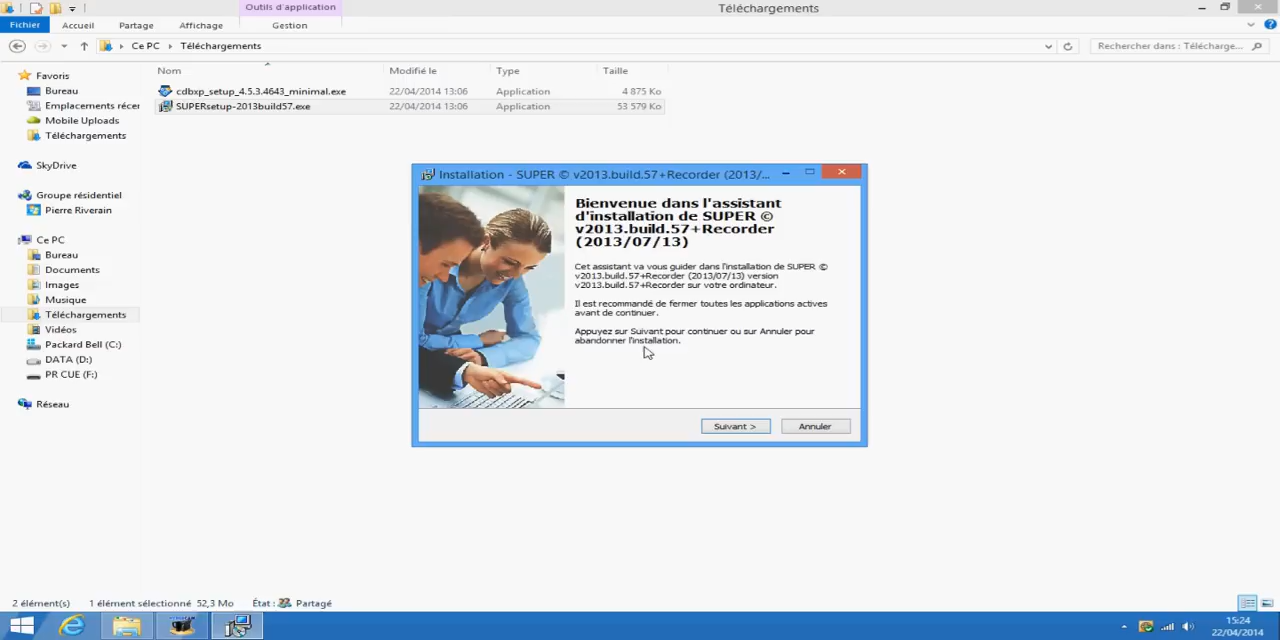 Outils d'application
Téléchargements
Fichier Accueil Partage Affichage Gestion
Ce PC Téléchargements
Rechercher dans : Télécharge...
Nom Modifié le Type Taille
cdbxp_setup_4.5.3.4643_minimal.exe 22/04/2014 13:06 Application 4 875 Ko
SUPERsetup-2013build57.exe 22/04/2014 13:06 Application 53 579 Ko
Favoris
Bureau
Emplacements récer
Mobile Uploads
Téléchargements
SkyDrive
Groupe résidentiel
Pierre Riverain
Ce PC
Bureau
Documents
Images
Musique
Téléchargements
Vidéos
Packard Bell (C:)
DATA (D:)
PR CUE (F:)
Réseau
Installation - SUPER © v2013.build.57+Recorder (2013/...
Bienvenue dans l'assistant
d'installation de SUPER ©
v2013.build.57+Recorder
(2013/07/13)
Cet assistant va vous guider dans l'installation de SUPER ©
v2013.build.57+Recorder (2013/07/13) version
v2013.build.57+Recorder sur votre ordinateur.
Il est recommandé de fermer toutes les applications actives
avant de continuer.
Appuyez sur Suivant pour continuer ou sur Annuler pour
abandonner l'installation.
Suivant > Annuler
2 élément(s) 1 élément sélectionné 52,3 Mo État : Partagé
15:24
22/04/2014